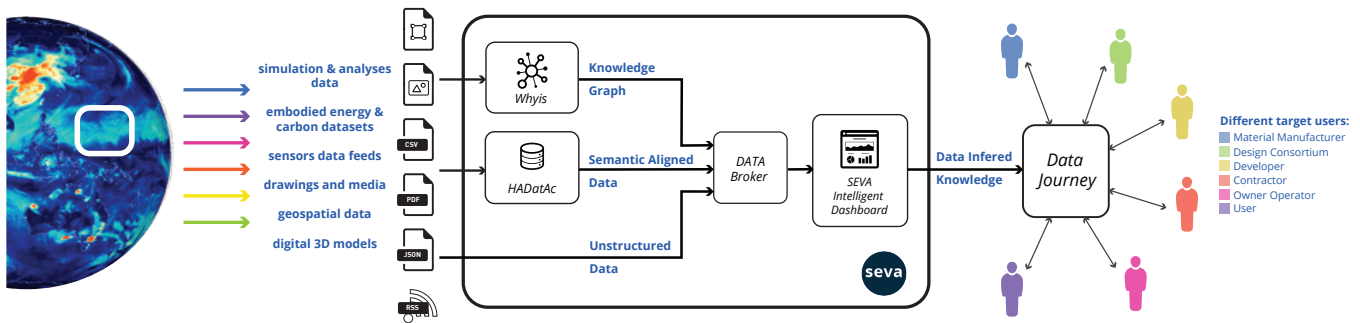 simulation & analyses
data
embodied energy &
carbon datasets
sensors data feeds
drawings and media
geospatial data
digital 3D models
CSV
PDF
JSON
RSS
Whyis
HADatAc
Knowledge
Graph
Semantic Aligned
Data
Unstructured
Data
DATA
Broker
SEVA
Intelligent
Dashboard
seva
Data Infered
Knowledge
Data
Journey
Different target users:
Material Manufacturer
Design Consortium
Developer
Contractor
Owner Operator
User